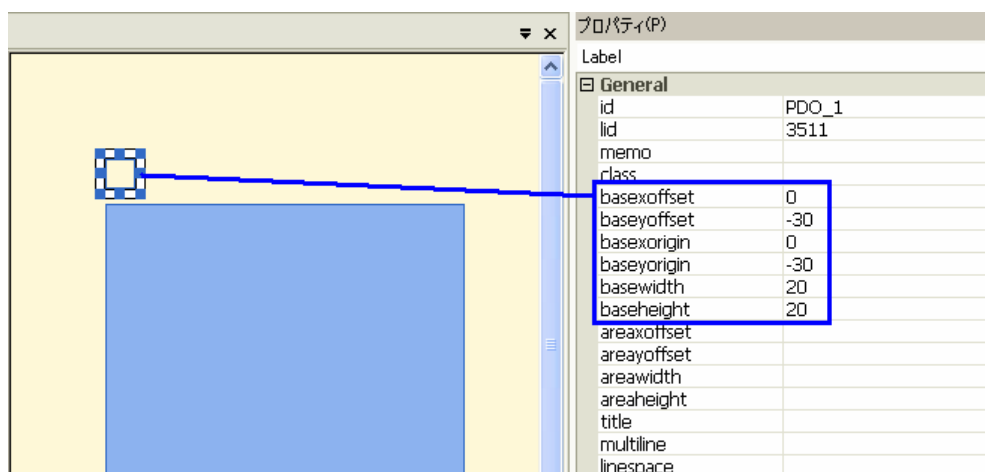 プロパティ(P)
Label
General
id PDO_1
lid 3511
memo
class
basexoffset 0
baseyoffset -30
basexorigin 0
baseyorigin -30
basewidth 20
baseheight 20
areaxoffset
areayoffset
areawidth
areaheight
title
multiline
linespace